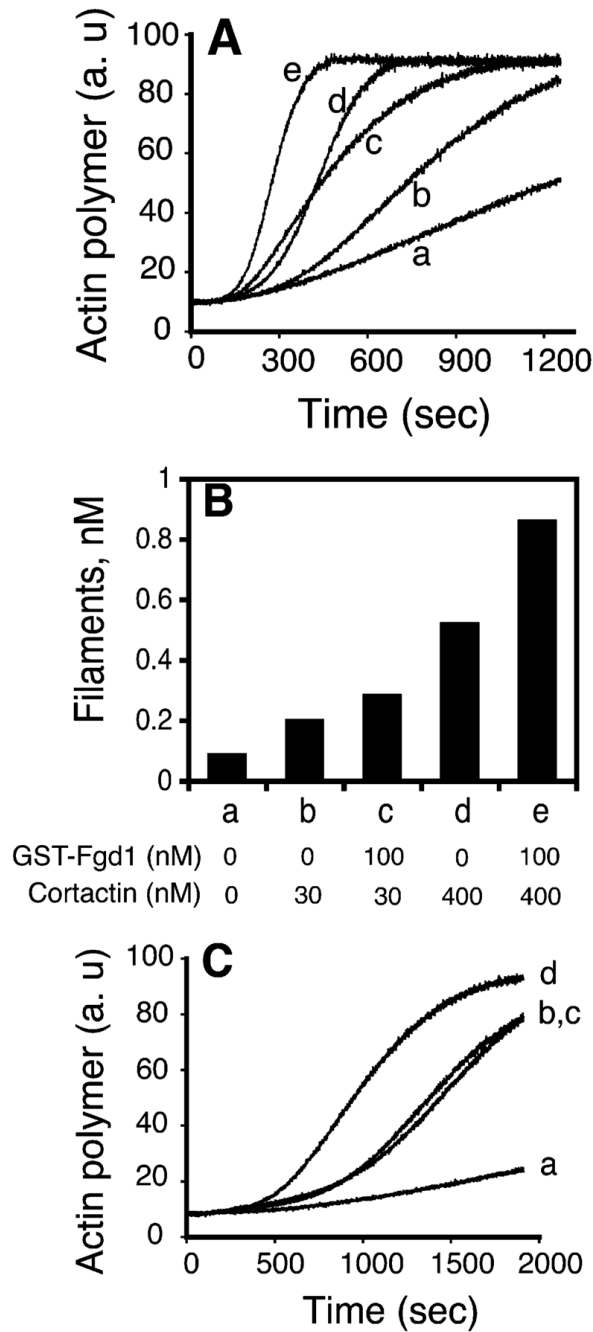 A
Actin polymer (a. u)
100
80
60
40
20
0
e
d
c
b
a
0 300 600 900 1200
Time (sec)
B
Filaments, nM
1
0.8
0.6
0.4
0.2
0
a b c d e
GST-Fgd1 (nM) 0 0 100 0 100
Cortactin (nM) 0 30 30 400 400
C
Actin polymer (a. u)
100
80
60
40
20
0
d
b,c
a
0 500 1000 1500 2000
Time (sec)